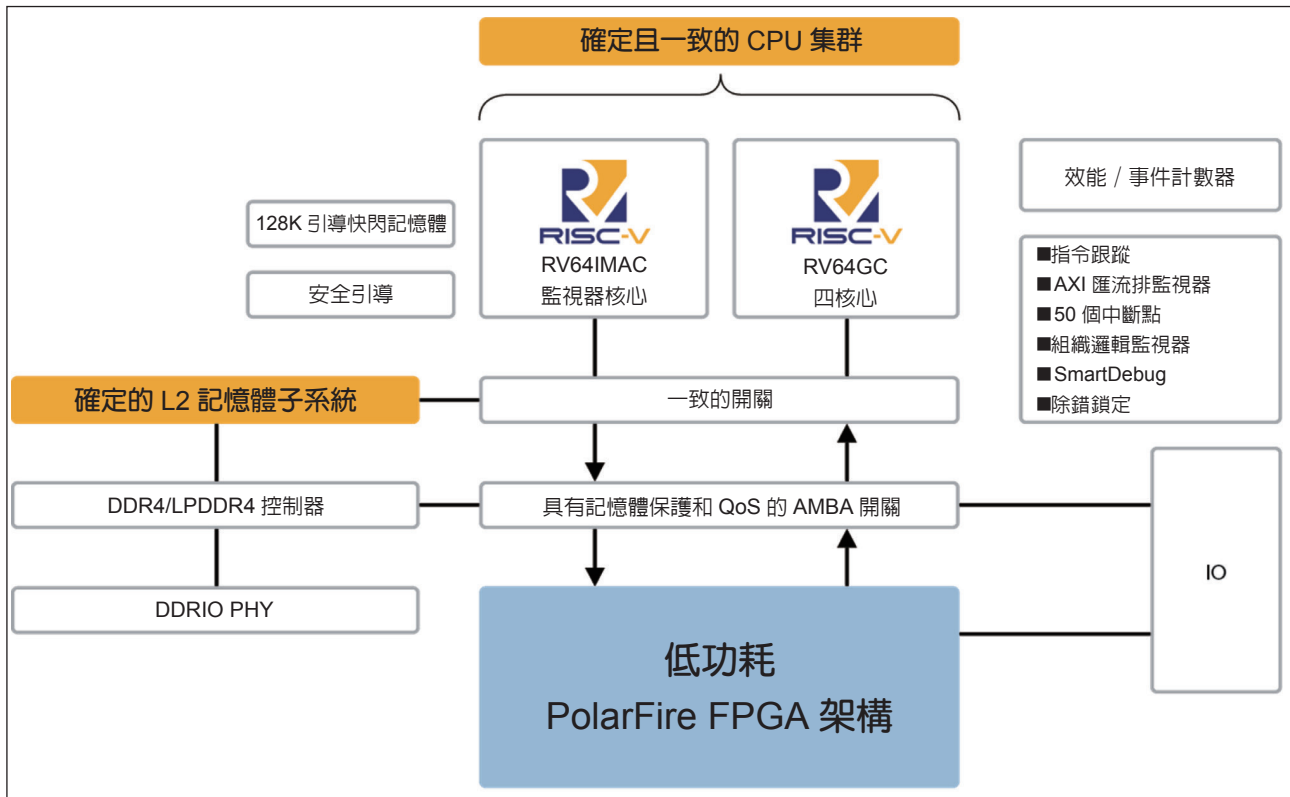 確定且一致的 CPU 集群
RISC-V
RV64IMAC
監視器核心
RISC-V
RV64GC
四核心
128K 引導快閃記憶體
安全引導
效能 / 事件計數器
■指令跟蹤
■AXI 匯流排監視器
■50 個中斷點
■組織邏輯監視器
■SmartDebug
■除錯鎖定
確定的 L2 記憶體子系統
一致的開關
DDR4/LPDDR4 控制器
具有記憶體保護和 QoS 的 AMBA 開關
IO
DDRIO PHY
低功耗
PolarFire FPGA 架構